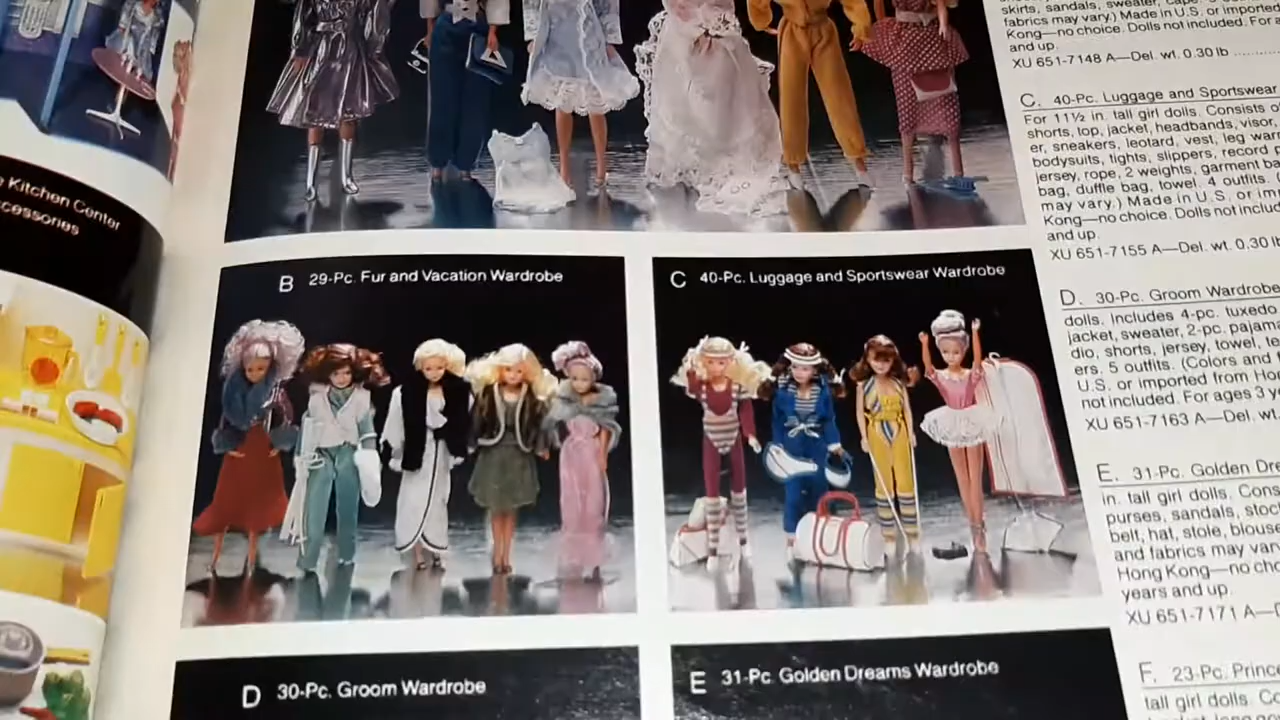 e Kitchen Center
ccessories
B 29-Pc. Fur and Vacation Wardrobe
C 40-Pc. Luggage and Sportswear Wardrobe
D 30-Pc. Groom Wardrobe
E 31-Pc. Golden Dreams Wardrobe
skirt, sandals, sweater, cape
fabrics may vary.) Made in U.S. or imported
Kong—no choice. Dolls not included. For a
and up.
XU 651-7148 A—Del. wt. 0.30 lb
C. 40-Pc. Luggage and Sportswear
For 11½ in. tall girl dolls. Consists o
shorts, top, jacket, headbands, visor,
er, sneakers, leotard, vest, leg war
bodysuits, tights, slippers, record p
jersey, rope, 2 weights, garment ba
bag, duffle bag, towel. 4 outfits.
may vary.) Made in U.S. or im
Kong—no choice. Dolls not includ
and up.
XU 651-7155 A—Del. wt. 0.30 lb
D. 30-Pc. Groom Wardrobe
dolls. Includes 4-pc. tuxedo
jacket, sweater, 2-pc. pajam
dio, shorts, jersey, towel, te
ers. 5 outfits. (Colors and
U.S. or imported from Hon
not included. For ages 3 y
XU 651-7163 A—Del. wt.
E. 31-Pc. Golden Dre
in. tall girl dolls. Cons
purses, sandals, stoc
belt, hat, stole, blous
and fabrics may var
Hong Kong—no cho
years and up.
XU 651-7171 A—D
F. 23-Pc. Princ
tall girl dolls. Co